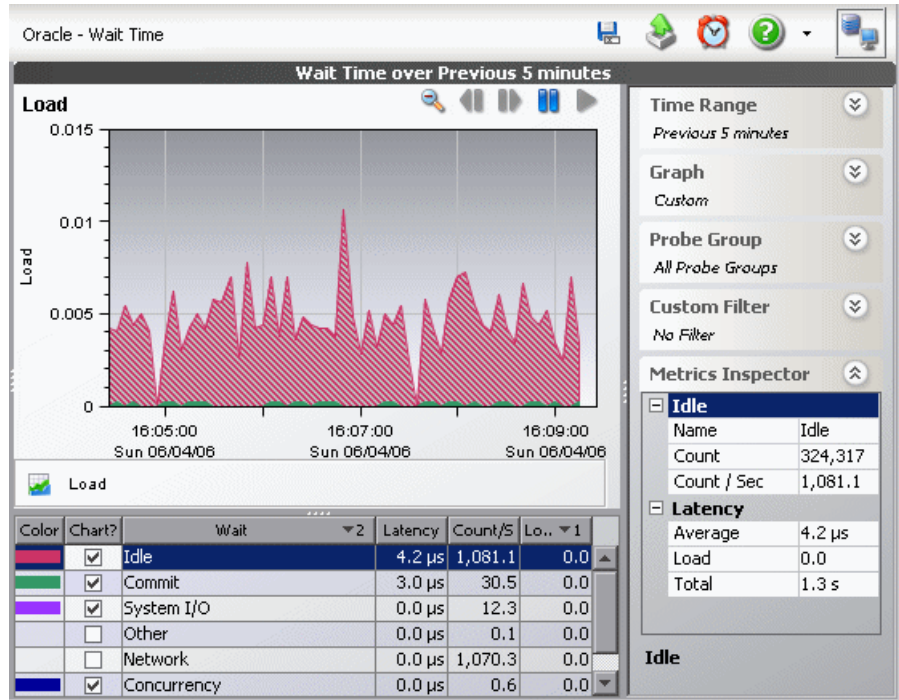 Oracle - Wait Time
Wait Time over Previous 5 minutes
Load
0.015
0.01
0.005
0
Load
16:05:00 16:07:00 16:09:00
Sun 06/04/06 Sun 06/04/06 Sun 06/04/06
Load
Color Chart? Wait 2 Latency Count/S Lo.. 1
Idle 4.2 µs 1,081.1 0.0
Commit 3.0 µs 30.5 0.0
System I/O 0.0 µs 12.3 0.0
Other 0.0 µs 0.1 0.0
Network 0.0 µs 1,070.3 0.0
Concurrency 0.0 µs 0.6 0.0
Time Range
Previous 5 minutes
Graph
Custom
Probe Group
All Probe Groups
Custom Filter
No Filter
Metrics Inspector
Idle
Name Idle
Count 324,317
Count / Sec 1,081.1
Latency
Average 4.2 µs
Load 0.0
Total 1.3 s
Idle